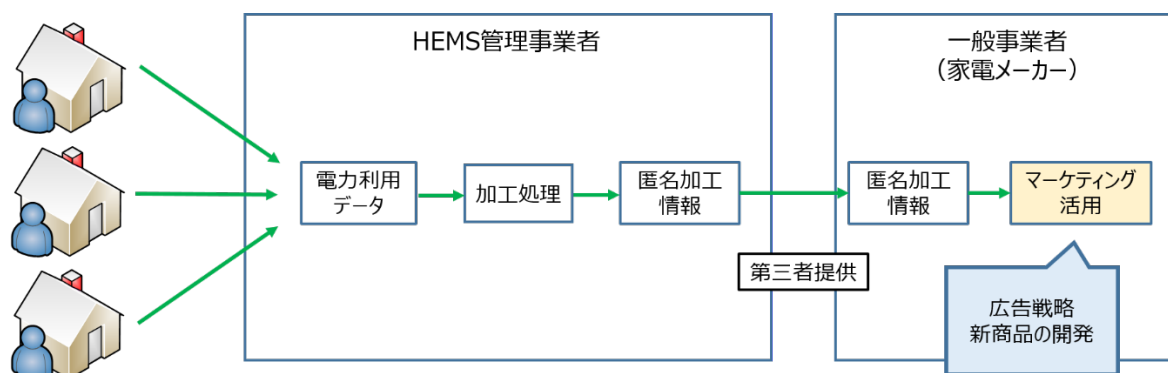 HEMS管理事業者
一般事業者
（家電メーカー）
電力利用
データ
加工処理
匿名加工
情報
匿名加工
情報
マーケティング
活用
第三者提供
広告戦略
新商品の開発